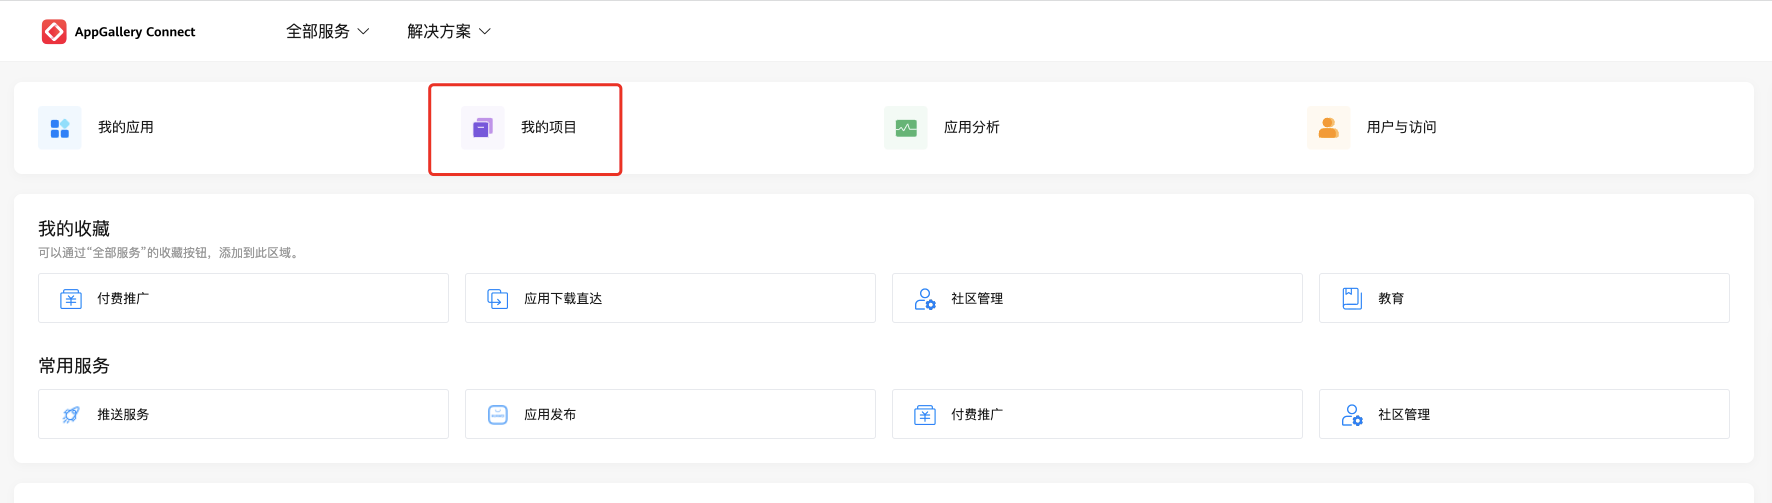 AppGallery Connect 全部服务 解决方案
我的应用 我的项目 应用分析 用户与访问
我的收藏
可以通过“全部服务”的收藏按钮，添加到此区域。
付费推广 应用下载直达 社区管理 教育
常用服务
推送服务 应用发布 付费推广 社区管理